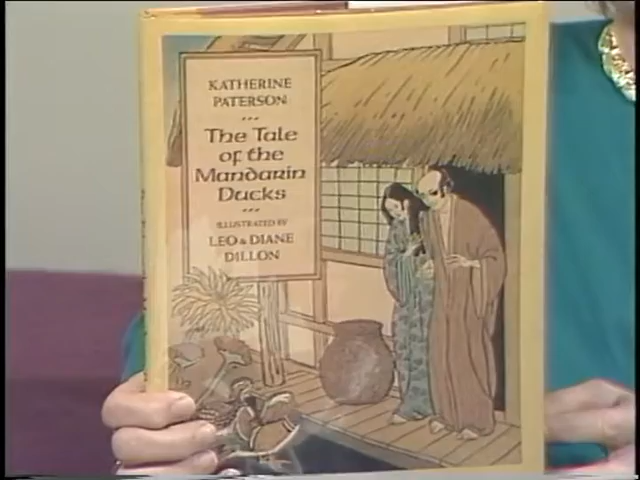 KATHERINE
PATERSON
The Tale
of the
Mandarin
Ducks
ILLUSTRATED BY
LEO & DIANE
DILLON